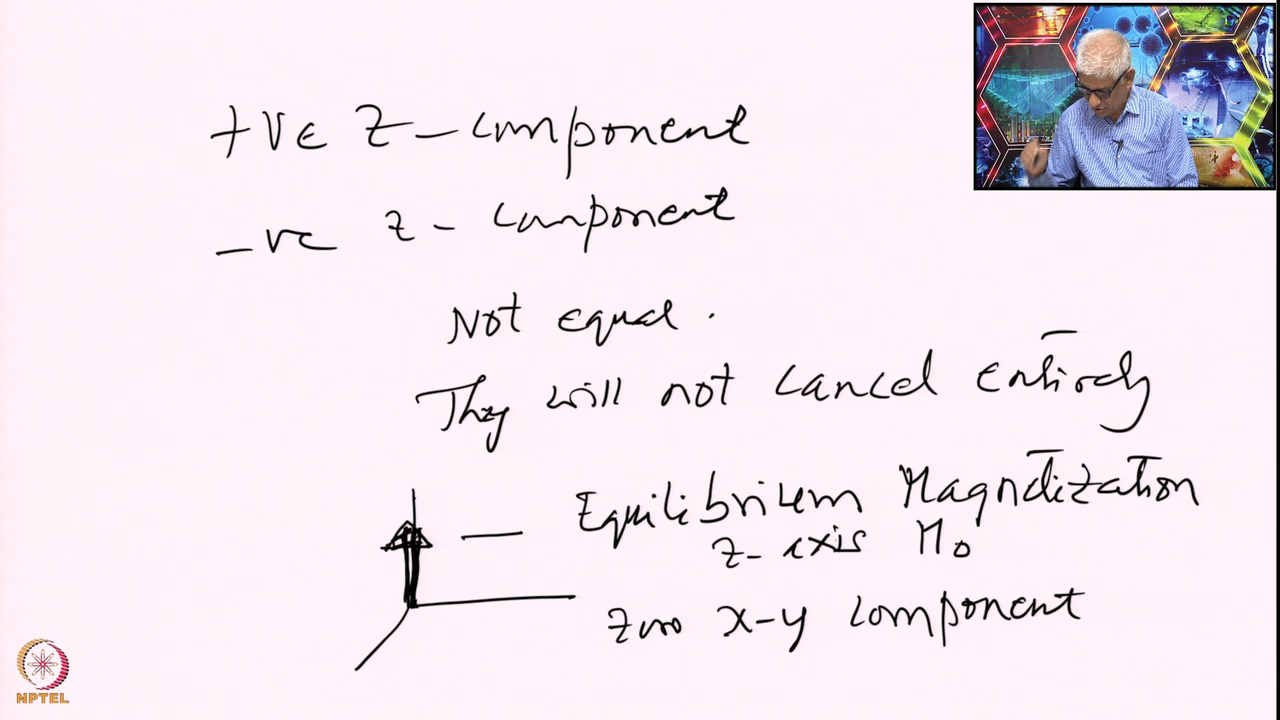 +ve Z-component
-ve z-component
Not equal.
They will not cancel entirely
Equilibrium Magnetization
z-axis M0
Zero x-y component
NPTEL